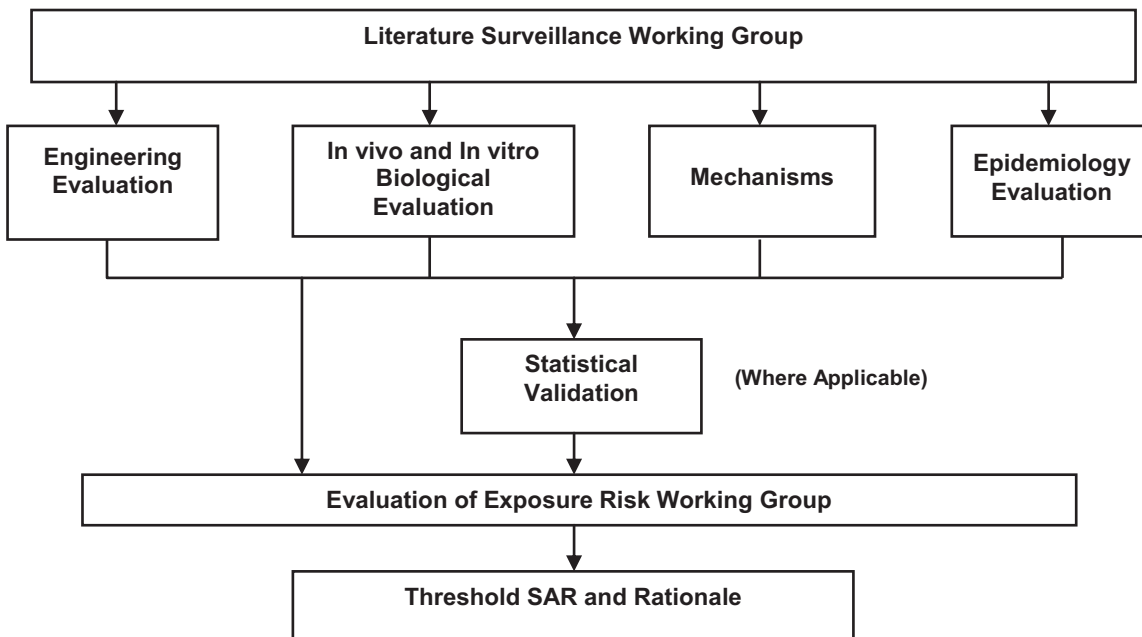 Literature Surveillance Working Group
Engineering
Evaluation
In vivo and In vitro
Biological
Evaluation
Mechanisms
Epidemiology
Evaluation
Statistical
Validation
(Where Applicable)
Evaluation of Exposure Risk Working Group
Threshold SAR and Rationale